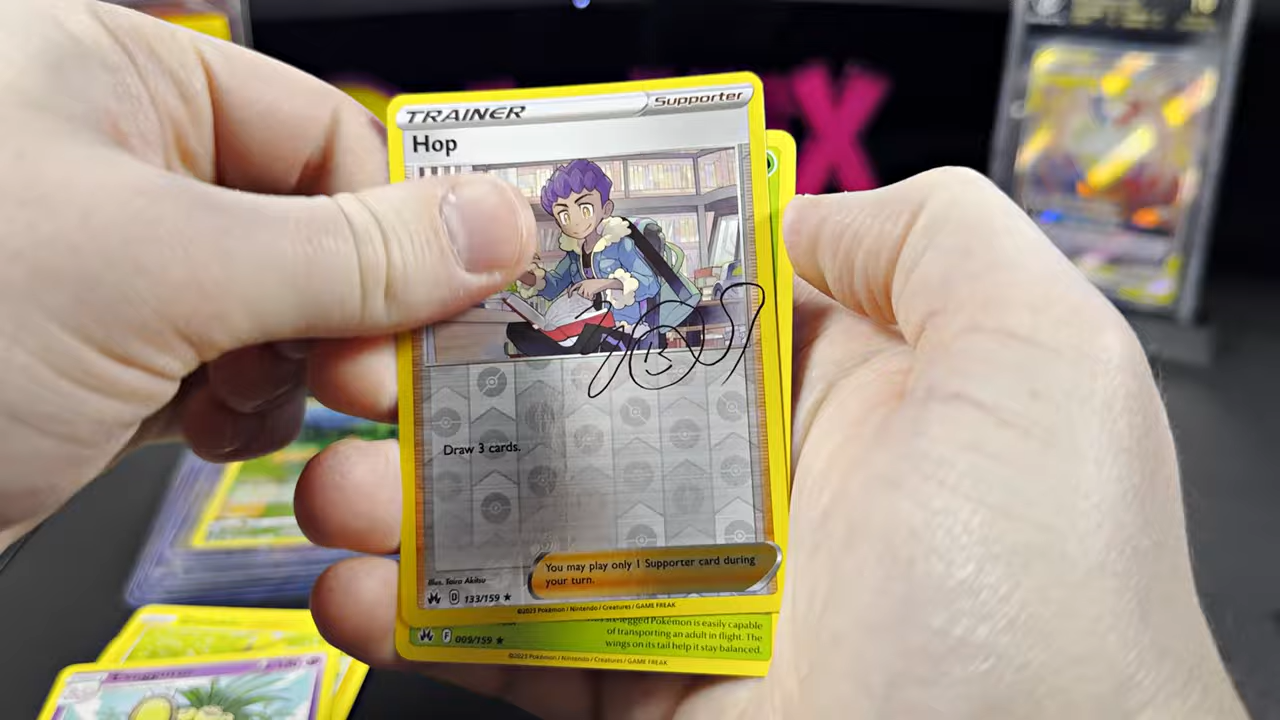 TRAINER
Supporter
Hop
Draw 3 cards.
You may play only 1 Supporter card during
your turn.
Illus. Taira Akitsu
D 133/159 ★
©2023 Pokémon / Nintendo / Creatures / GAME FREAK
-legged Pokémon is easily capable
of transporting an adult in flight. The
wings on its tail help it stay balanced.
F 009/159 ★
©2023 Pokémon / Nintendo / Creatures / GAME FREAK